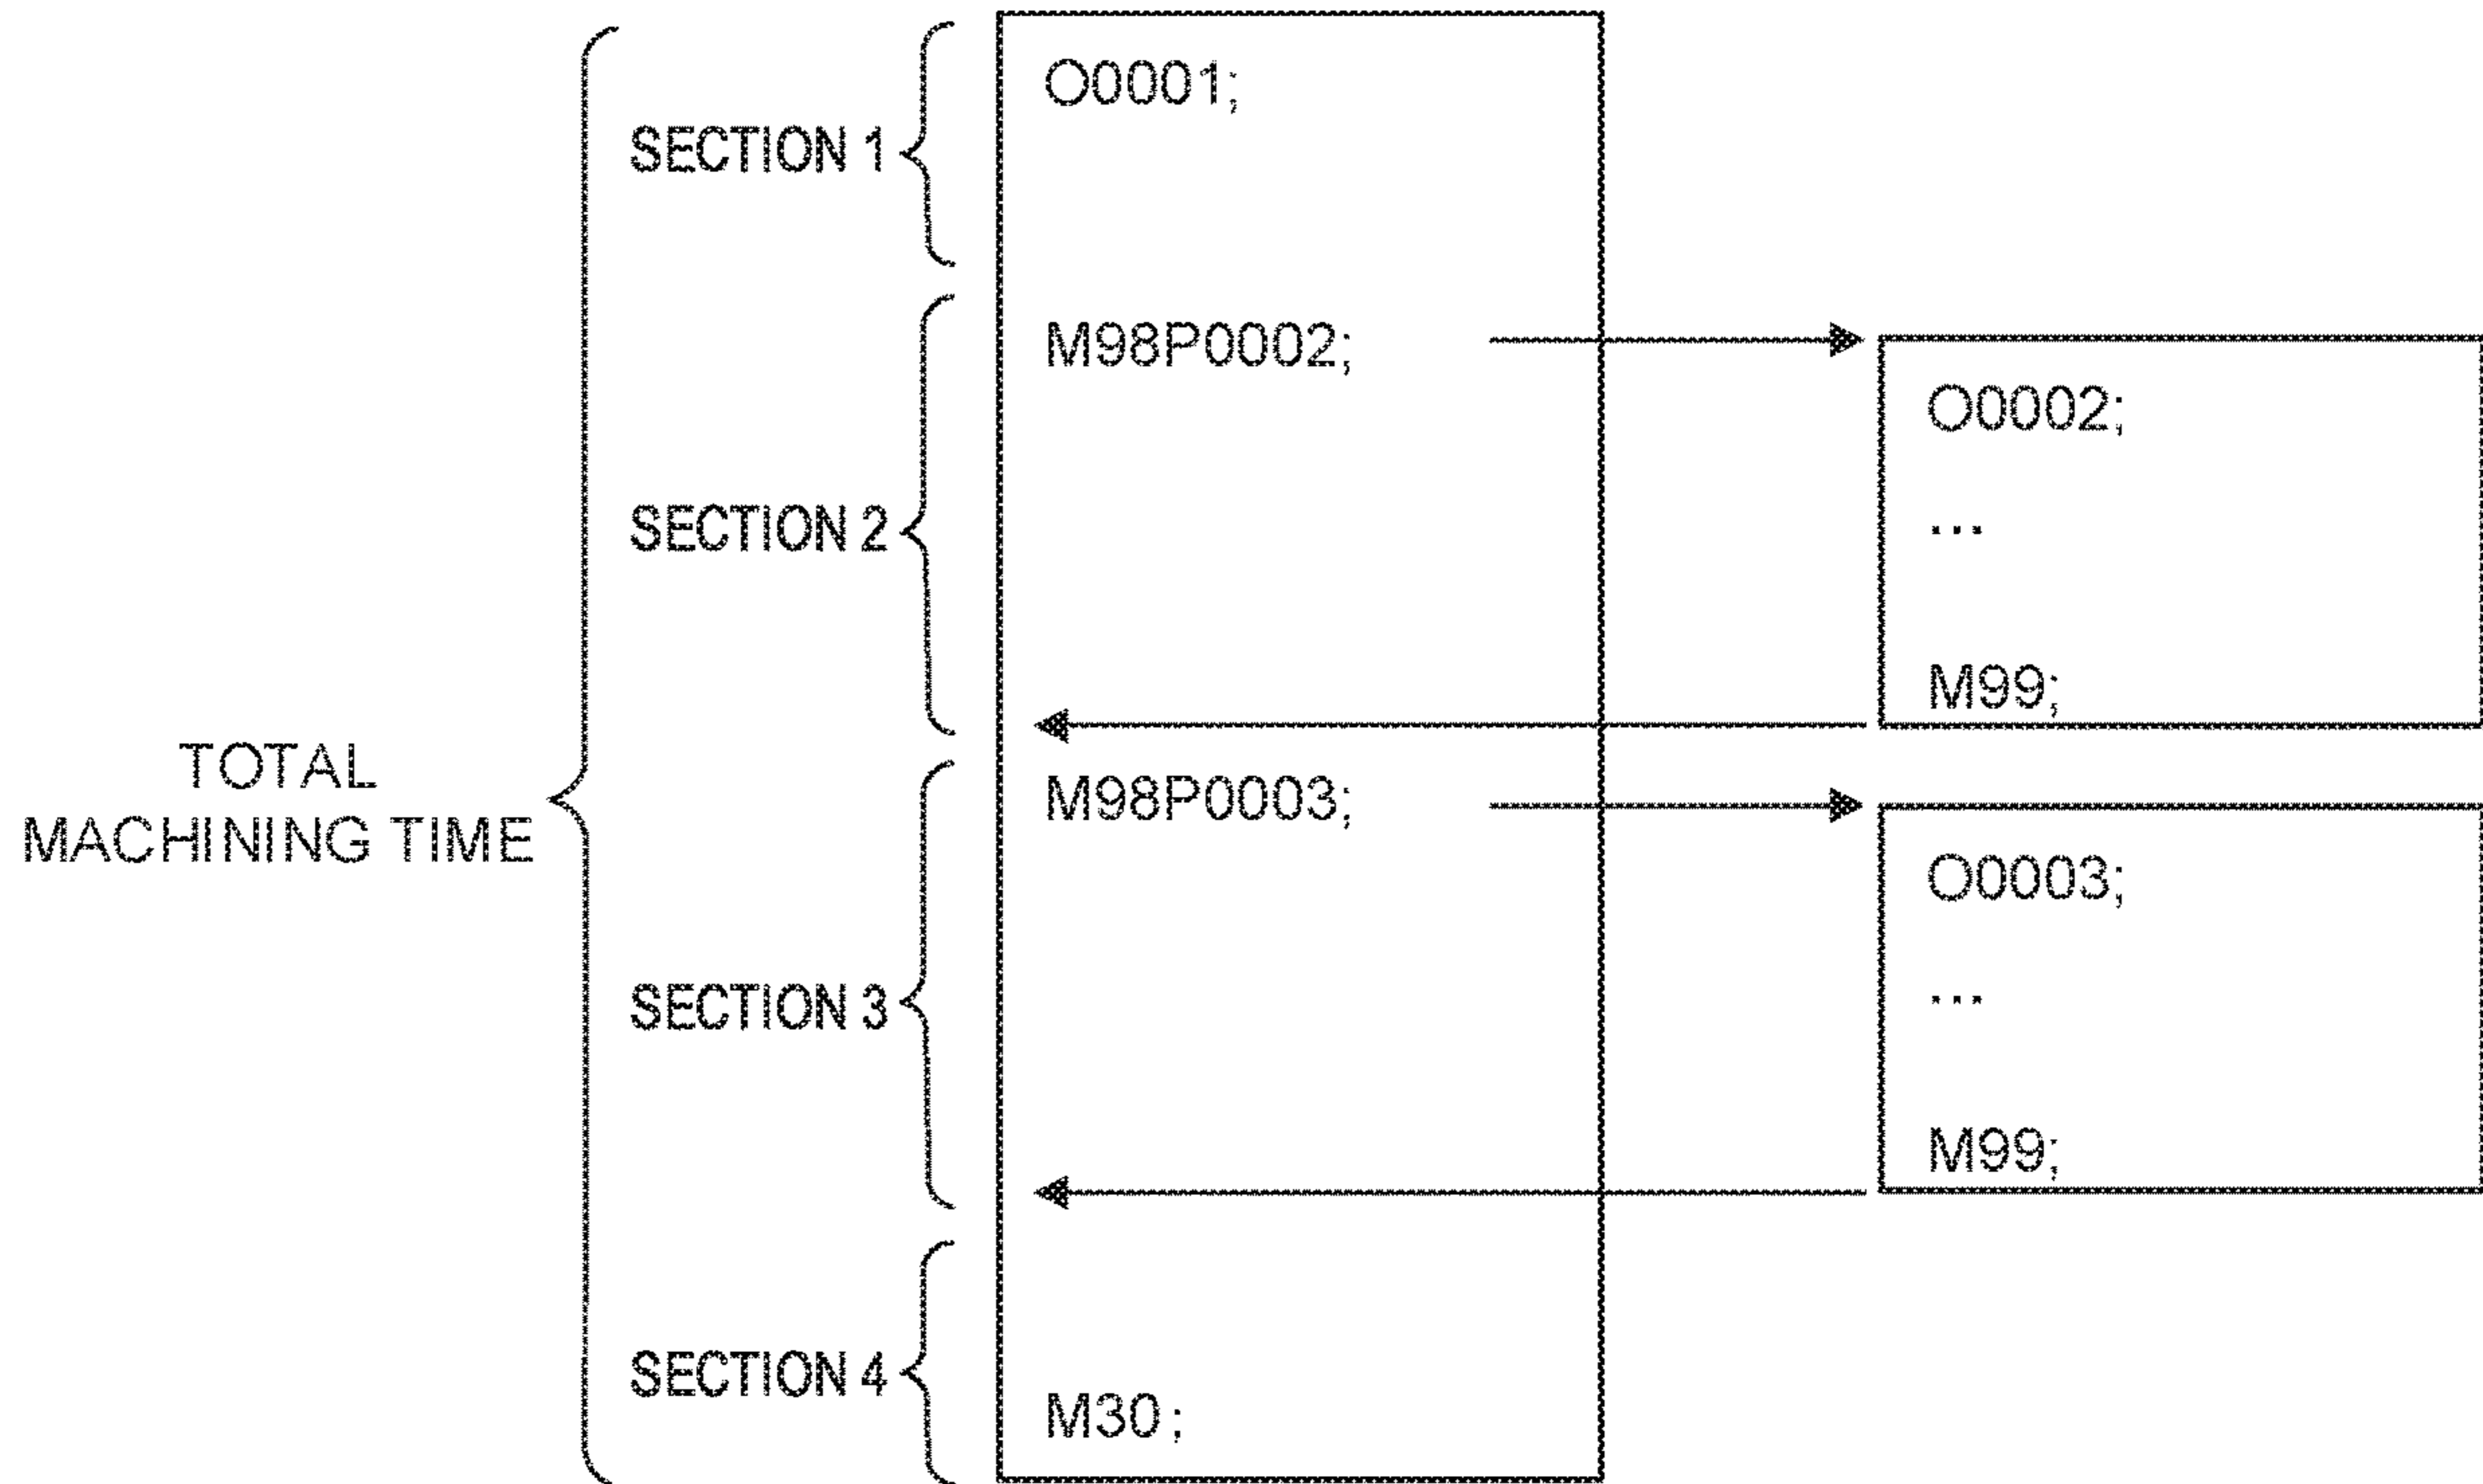 O0001;
SECTION 1
M98P0002;
O0002;
...
SECTION 2
M99;
TOTAL
MACHINING TIME
M98P0003;
O0003;
...
SECTION 3
M99;
SECTION 4
M30;